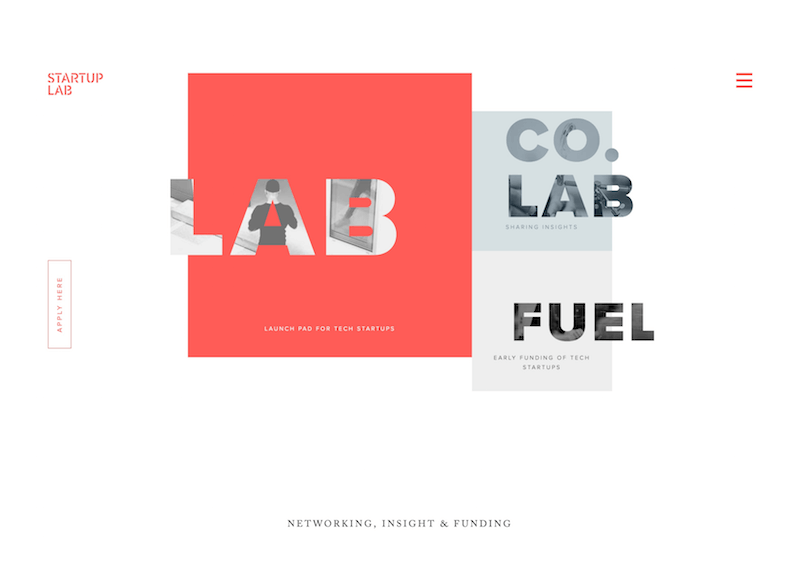 STARTUP
LAB
LAB
LAUNCH PAD FOR TECH STARTUPS
CO.
LAB
SHARING INSIGHTS
FUEL
EARLY FUNDING OF TECH
STARTUPS
APPLY HERE
NETWORKING, INSIGHT & FUNDING